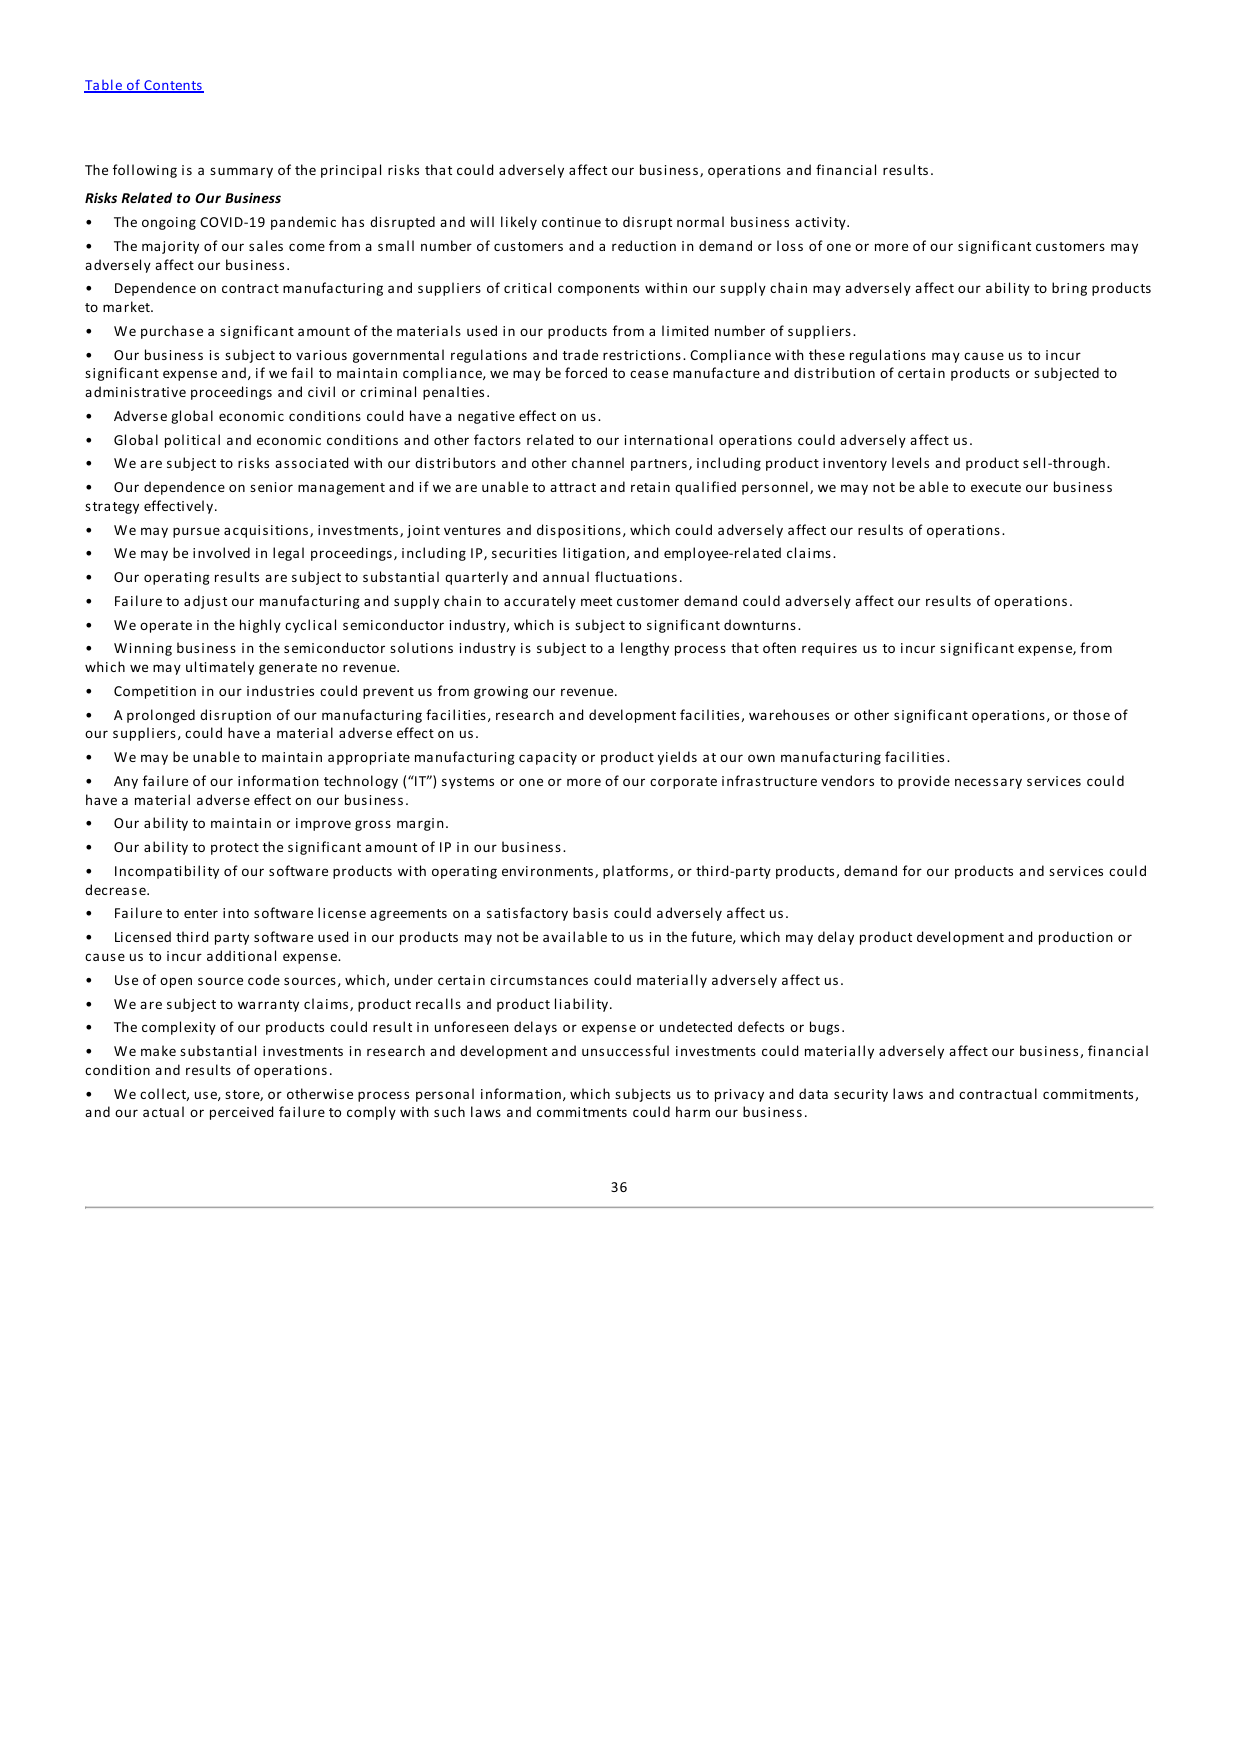 Table of Contents
The following is a summary of the principal risks that could adversely affect our business, operations and financial results.
Risks Related to Our Business
• The ongoing COVID-19 pandemic has disrupted and will likely continue to disrupt normal business activity.
• The majority of our sales come from a small number of customers and a reduction in demand or loss of one or more of our significant customers may
adversely affect our business.
• Dependence on contract manufacturing and suppliers of critical components within our supply chain may adversely affect our ability to bring products
to market.
• We purchase a significant amount of the materials used in our products from a limited number of suppliers.
• Our business is subject to various governmental regulations and trade restrictions. Compliance with these regulations may cause us to incur
significant expense and, if we fail to maintain compliance, we may be forced to cease manufacture and distribution of certain products or subjected to
administrative proceedings and civil or criminal penalties.
• Adverse global economic conditions could have a negative effect on us.
• Global political and economic conditions and other factors related to our international operations could adversely affect us.
• We are subject to risks associated with our distributors and other channel partners, including product inventory levels and product sell-through.
• Our dependence on senior management and if we are unable to attract and retain qualified personnel, we may not be able to execute our business
strategy effectively.
• We may pursue acquisitions, investments, joint ventures and dispositions, which could adversely affect our results of operations.
• We may be involved in legal proceedings, including IP, securities litigation, and employee-related claims.
• Our operating results are subject to substantial quarterly and annual fluctuations.
• Failure to adjust our manufacturing and supply chain to accurately meet customer demand could adversely affect our results of operations.
• We operate in the highly cyclical semiconductor industry, which is subject to significant downturns.
• Winning business in the semiconductor solutions industry is subject to a lengthy process that often requires us to incur significant expense, from
which we may ultimately generate no revenue.
• Competition in our industries could prevent us from growing our revenue.
• A prolonged disruption of our manufacturing facilities, research and development facilities, warehouses or other significant operations, or those of
our suppliers, could have a material adverse effect on us.
• We may be unable to maintain appropriate manufacturing capacity or product yields at our own manufacturing facilities.
• Any failure of our information technology (“IT”) systems or one or more of our corporate infrastructure vendors to provide necessary services could
have a material adverse effect on our business.
• Our ability to maintain or improve gross margin.
• Our ability to protect the significant amount of IP in our business.
• Incompatibility of our software products with operating environments, platforms, or third-party products, demand for our products and services could
decrease.
• Failure to enter into software license agreements on a satisfactory basis could adversely affect us.
• Licensed third party software used in our products may not be available to us in the future, which may delay product development and production or
cause us to incur additional expense.
• Use of open source code sources, which, under certain circumstances could materially adversely affect us.
• We are subject to warranty claims, product recalls and product liability.
• The complexity of our products could result in unforeseen delays or expense or undetected defects or bugs.
• We make substantial investments in research and development and unsuccessful investments could materially adversely affect our business, financial
condition and results of operations.
• We collect, use, store, or otherwise process personal information, which subjects us to privacy and data security laws and contractual commitments,
and our actual or perceived failure to comply with such laws and commitments could harm our business.
36